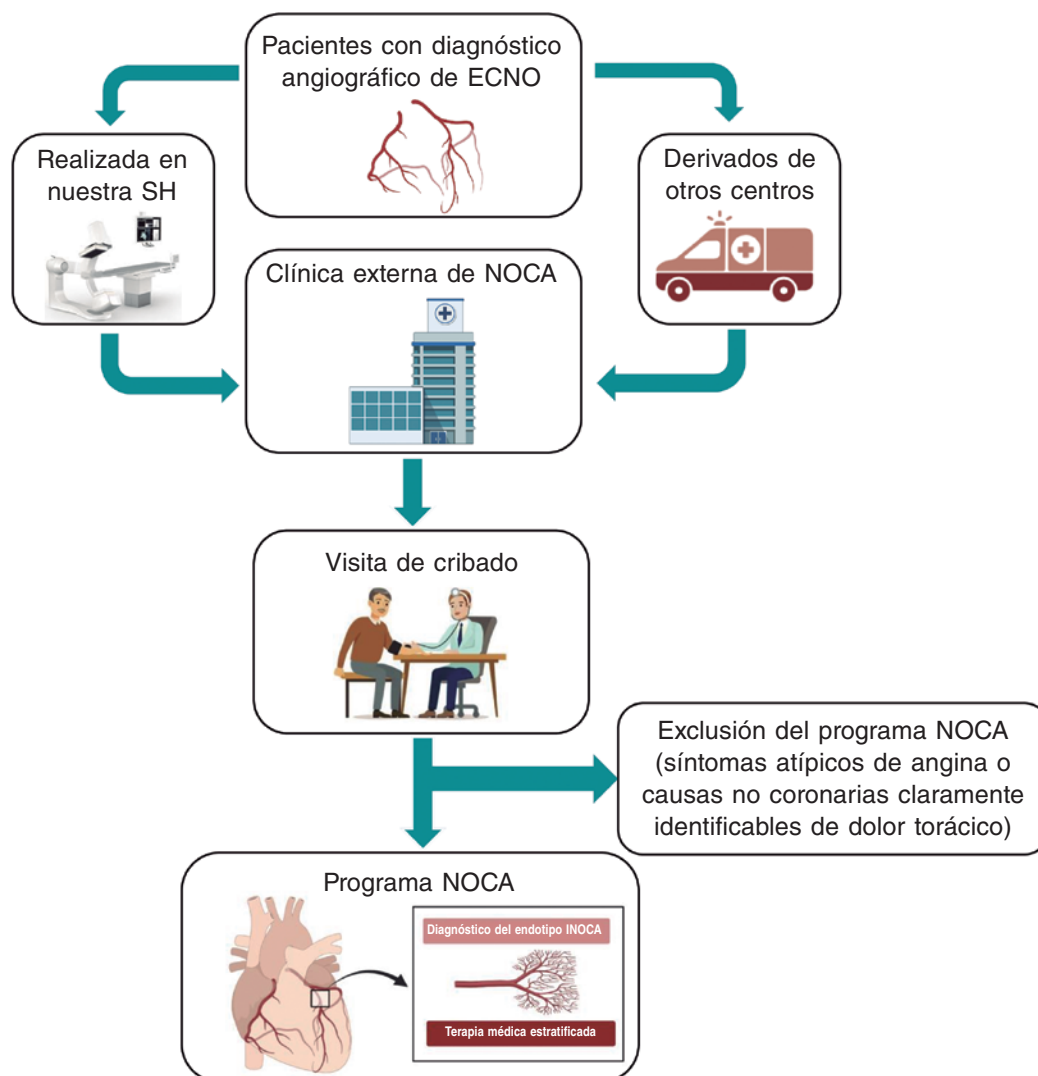 Pacientes con diagnóstico
angiográfico de ECNO
Realizada en
nuestra SH
Derivados de
otros centros
Clínica externa de NOCA
Visita de cribado
Exclusión del programa NOCA
(síntomas atípicos de angina o
causas no coronarias claramente
identificables de dolor torácico)
Programa NOCA
Diagnóstico del endotipo INOCA
Terapia médica estratificada